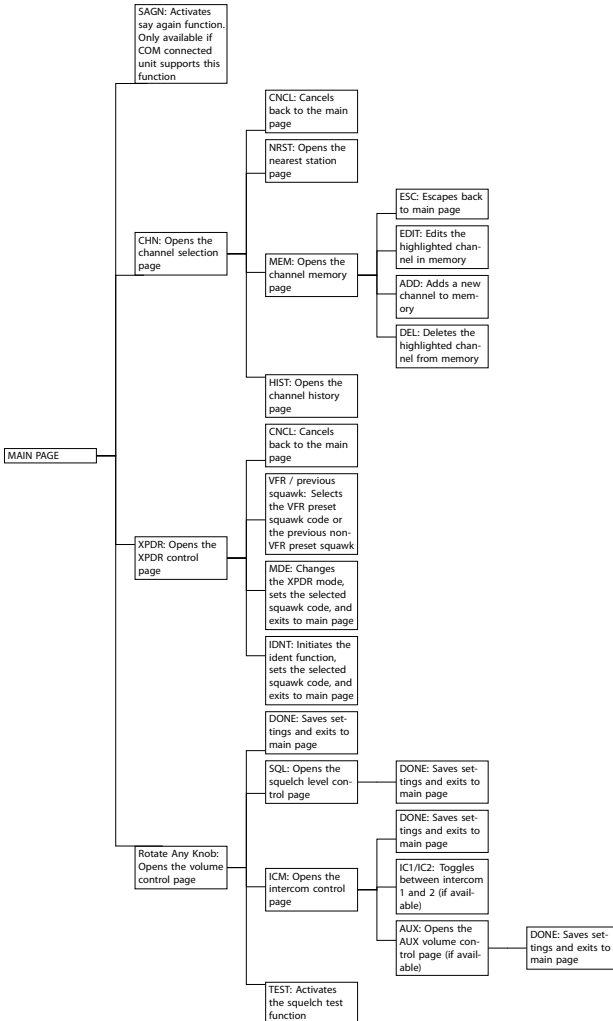 SAGN: Activates
say again function.
Only available if
COM connected
unit supports this
function
CNCL: Cancels
back to the main
page
NRST: Opens the
nearest station
page
ESC: Escapes back
to main page
EDIT: Edits the
highlighted chan-
nel in memory
CHN: Opens the
channel selection
page
MEM: Opens the
channel memory
page
ADD: Adds a new
channel to mem-
ory
DEL: Deletes the
highlighted chan-
nel from memory
HIST: Opens the
channel history
page
MAIN PAGE
CNCL: Cancels
back to the main
page
VFR / previous
squawk: Selects
the VFR preset
squawk code or
the previous non-
VFR preset squawk
XPDR: Opens the
XPDR control
page
MDE: Changes
the XPDR mode,
sets the selected
squawk code, and
exits to main page
IDNT: Initiates the
ident function,
sets the selected
squawk code, and
exits to main page
DONE: Saves set-
tings and exits to
main page
SQL: Opens the
squelch level con-
trol page
DONE: Saves set-
tings and exits to
main page
DONE: Saves set-
tings and exits to
main page
Rotate Any Knob:
Opens the volume
control page
ICM: Opens the
intercom control
page
IC1/IC2: Toggles
between intercom
1 and 2 (if avail-
able)
AUX: Opens the
AUX volume con-
trol page (if avail-
able)
DONE: Saves set-
tings and exits to
main page
TEST: Activates
the squelch test
function